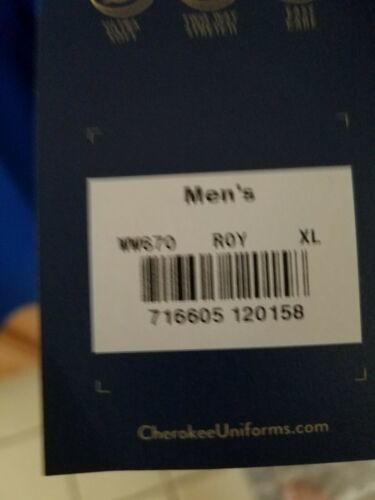 Men's
WW670 ROY XL
716605 120158
CherokeeUniforms.com